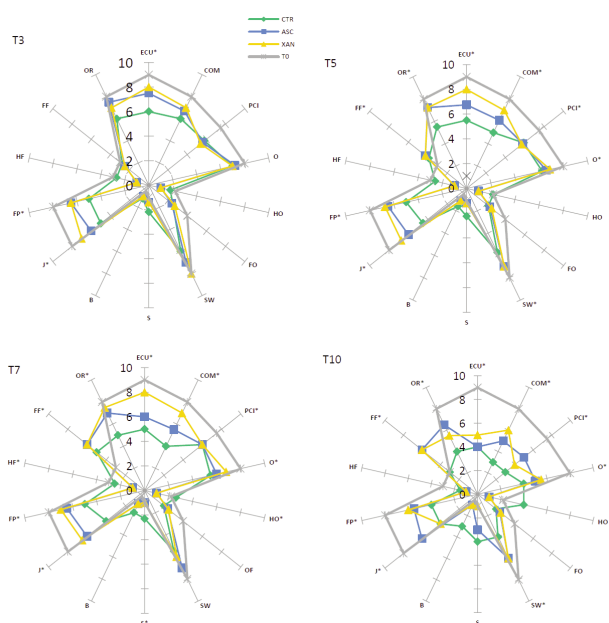 CTR
ASC
XAN
T0
T3
10
8
6
4
2
0
ECU*
COM
PCI
O
HO
FO
SW
S
B
J*
FP*
HF
FF
OR
T5
10
8
6
4
2
0
ECU*
COM*
PCI*
O*
HO
FO
SW*
S
B
J*
FP*
HF
FF*
OR*
T7
10
8
6
4
2
0
ECU*
COM*
PCI*
O*
HO*
OF
SW
S*
B
J*
FP*
HF*
FF*
OR*
T10
10
8
6
4
2
0
ECU*
COM*
PCI*
O*
HO
FO
SW*
S
B
J*
FP*
HF
FF*
OR*